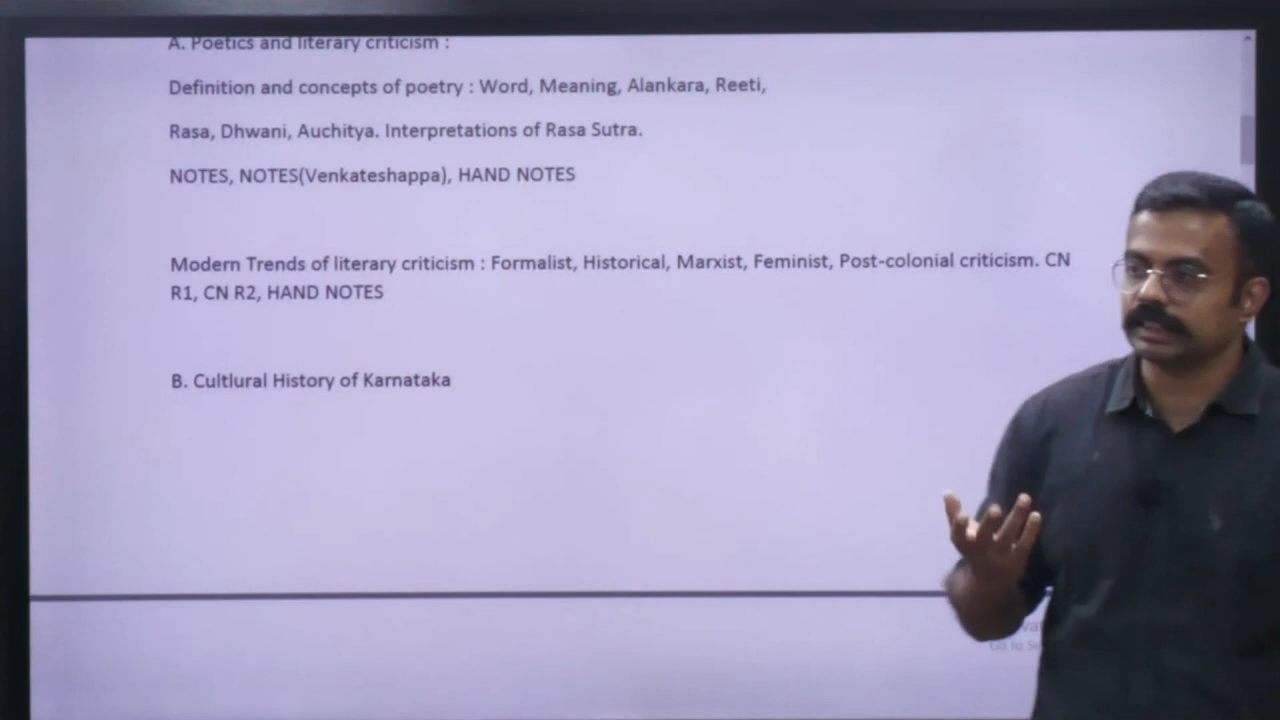 A. Poetics and literary criticism :
Definition and concepts of poetry : Word, Meaning, Alankara, Reeti,
Rasa, Dhwani, Auchitya. Interpretations of Rasa Sutra.
NOTES, NOTES(Venkateshappa), HAND NOTES
Modern Trends of literary criticism : Formalist, Historical, Marxist, Feminist, Post-colonial criticism. CN
R1, CN R2, HAND NOTES
B. Cultlural History of Karnataka
Go to